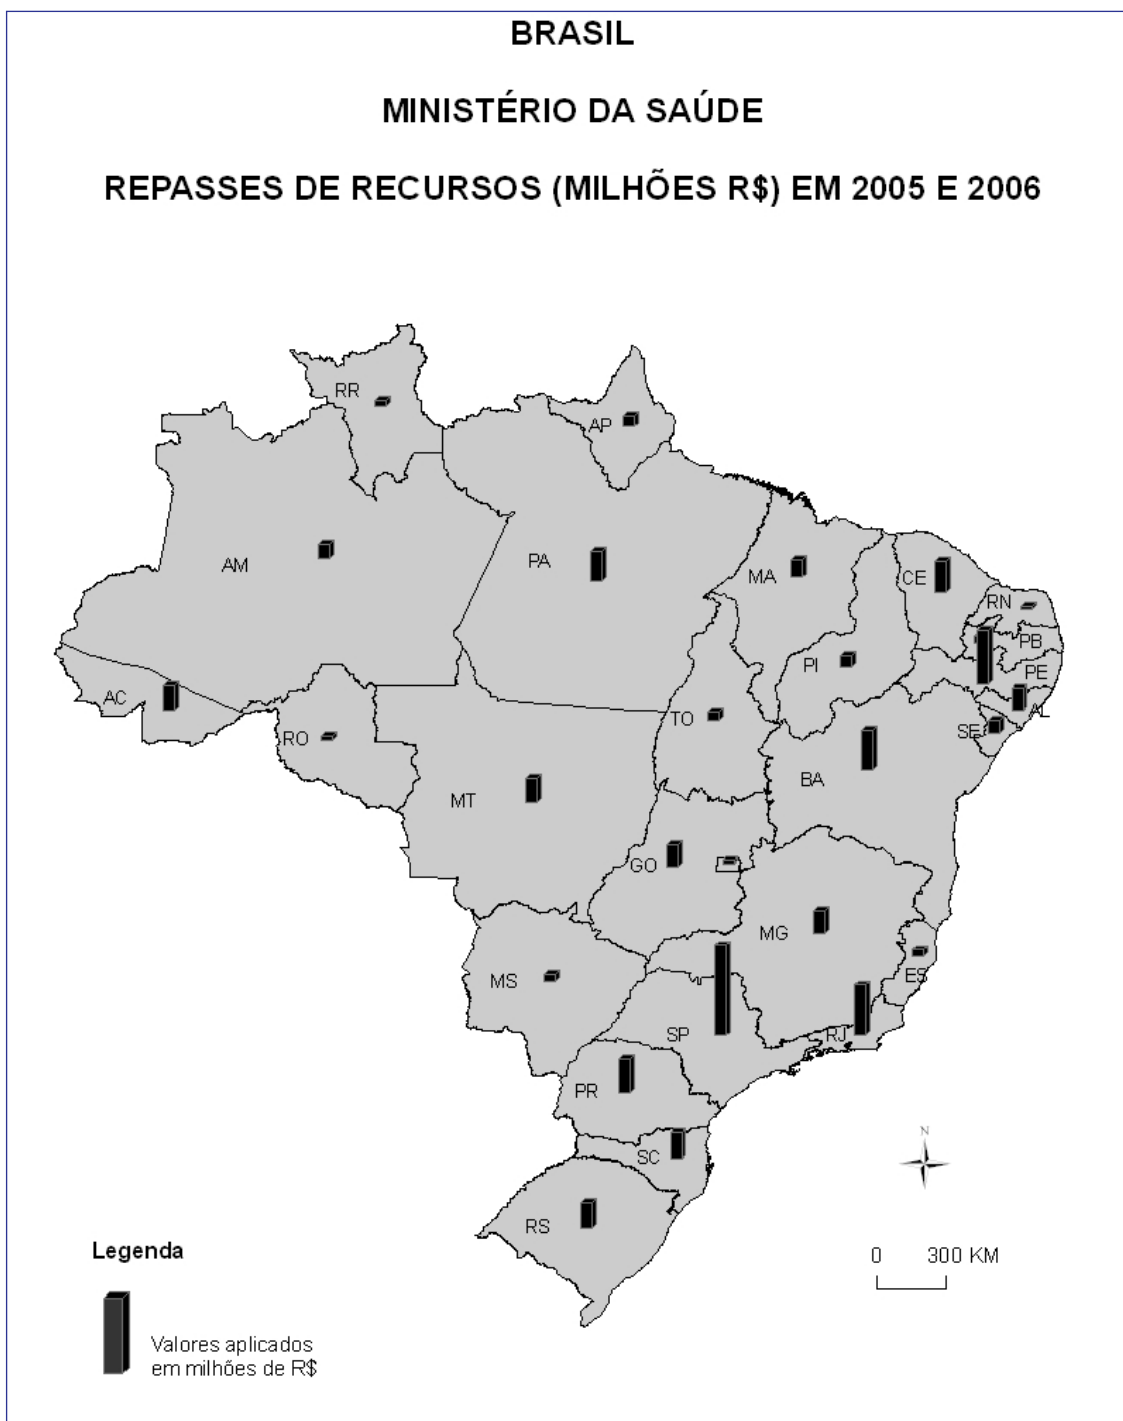 BRASIL
MINISTÉRIO DA SAÚDE
REPASSES DE RECURSOS (MILHÕES R$) EM 2005 E 2006
RR
AP
AM
PA
MA
CE
RN
PB
PI
PE
AC
TO
AL
SE
RO
BA
MT
GO
MG
MS
ES
SP
RJ
PR
N
SC
RS
Legenda
0 300 KM
Valores aplicados
em milhões de R$